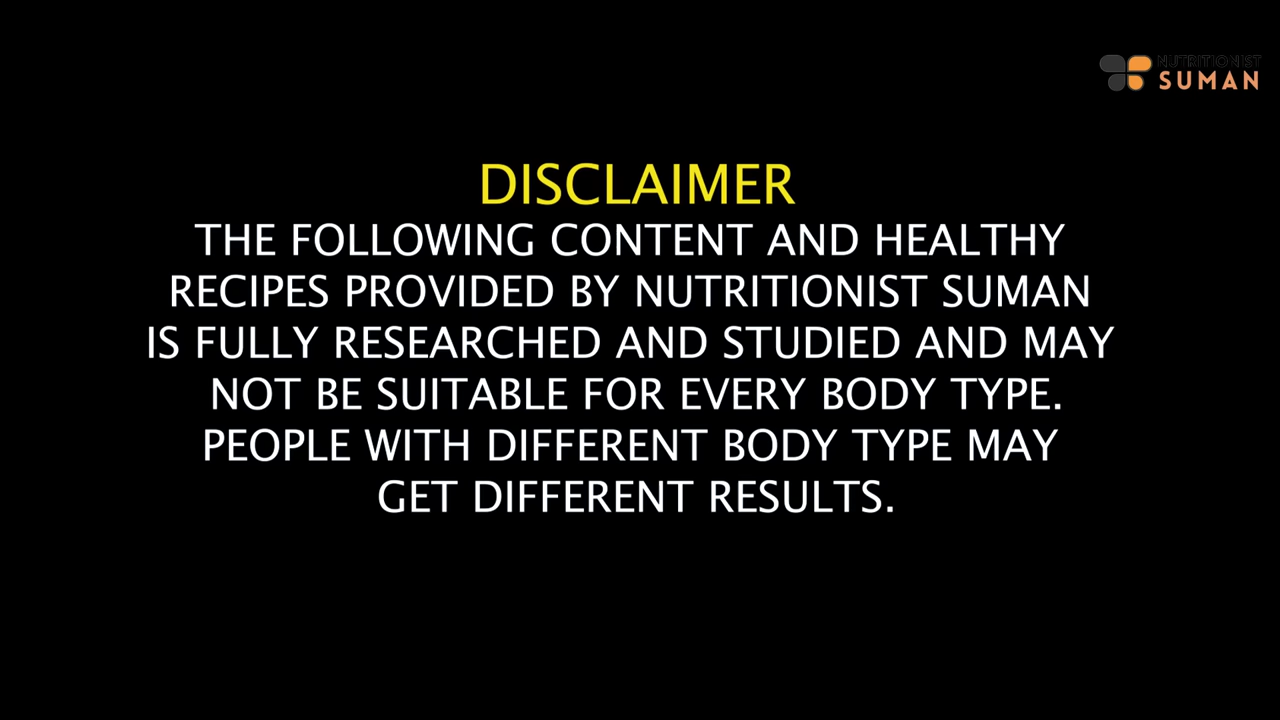 NUTRITIONIST
SUMAN
DISCLAIMER
THE FOLLOWING CONTENT AND HEALTHY
RECIPES PROVIDED BY NUTRITIONIST SUMAN
IS FULLY RESEARCHED AND STUDIED AND MAY
NOT BE SUITABLE FOR EVERY BODY TYPE.
PEOPLE WITH DIFFERENT BODY TYPE MAY
GET DIFFERENT RESULTS.